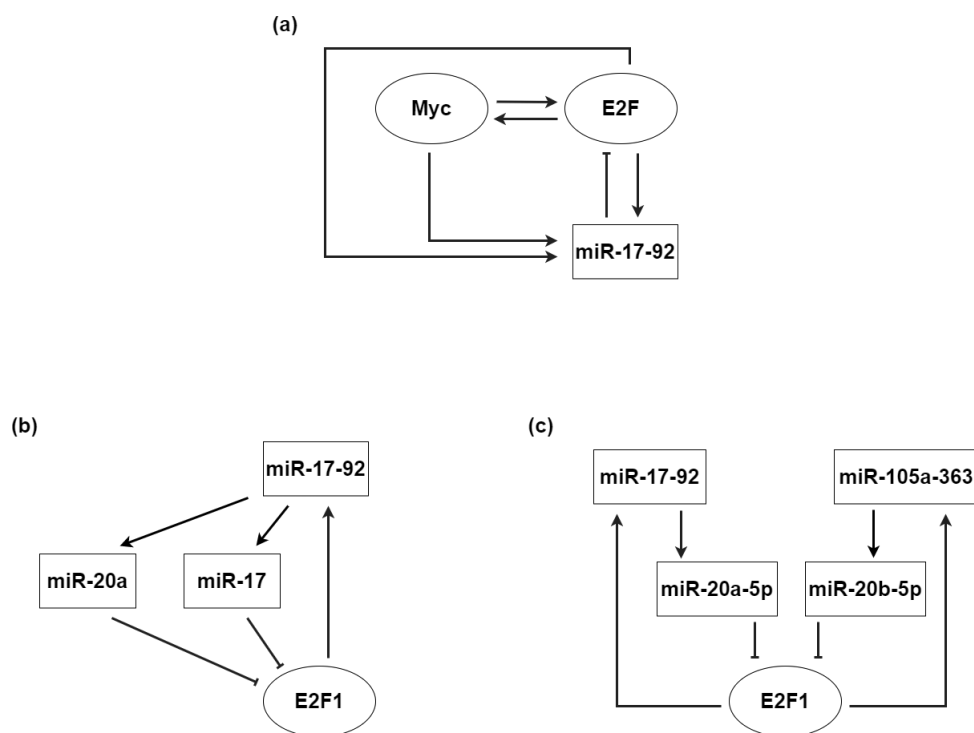 (a)
Myc
E2F
miR-17-92
(b)
miR-17-92
miR-20a
miR-17
E2F1
(c)
miR-17-92
miR-105a-363
miR-20a-5p
miR-20b-5p
E2F1